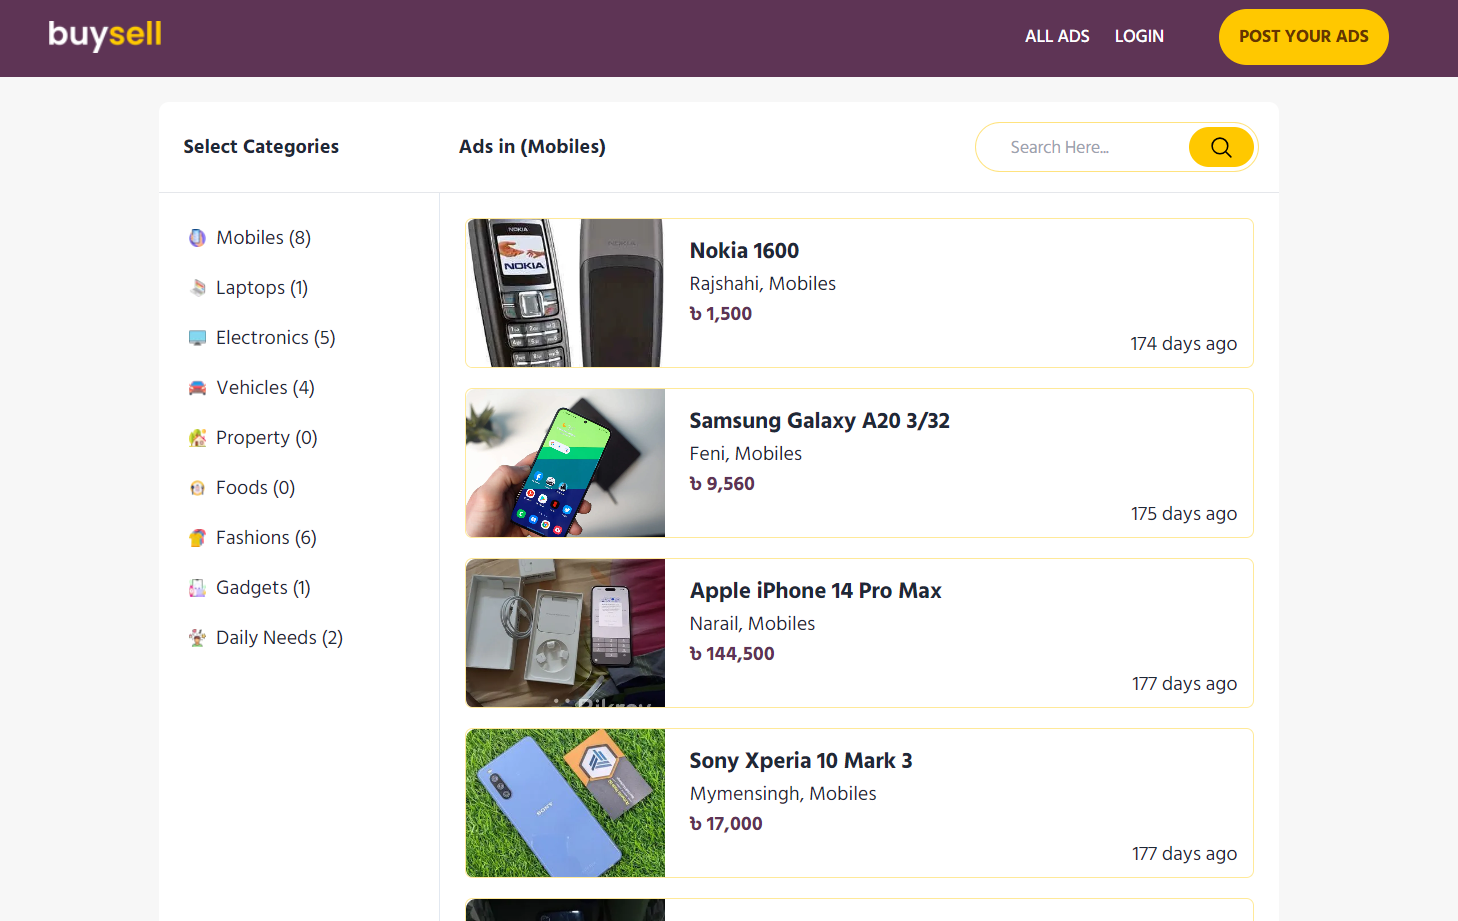 buysell
ALL ADS
LOGIN
POST YOUR ADS
Select Categories
Ads in (Mobiles)
Search Here...
Mobiles (8)
Laptops (1)
Electronics (5)
Vehicles (4)
Property (0)
Foods (0)
Fashions (6)
Gadgets (1)
Daily Needs (2)
NOKIA
NOKIA
NOKIA
Nokia 1600
Rajshahi, Mobiles
৳ 1,500
174 days ago
Samsung Galaxy A20 3/32
Feni, Mobiles
৳ 9,560
175 days ago
Apple iPhone 14 Pro Max
Narail, Mobiles
৳ 144,500
177 days ago
SONY
Sony Xperia 10 Mark 3
Mymensingh, Mobiles
৳ 17,000
177 days ago